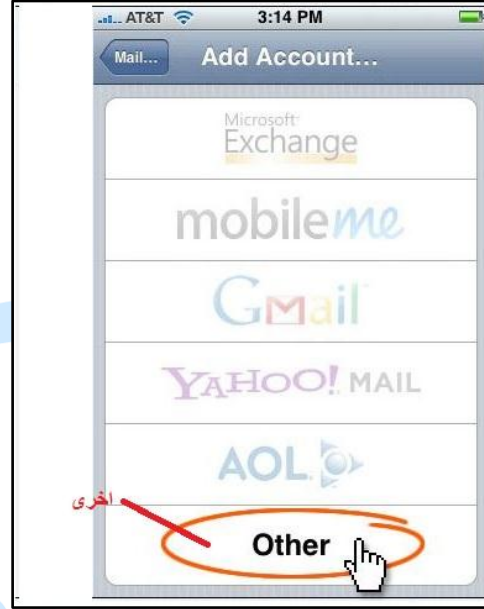 AT&T 3:14 PM
Mail... Add Account...
Microsoft
Exchange
mobileme
Gmail
YAHOO! MAIL
AOL
اخرى
Other